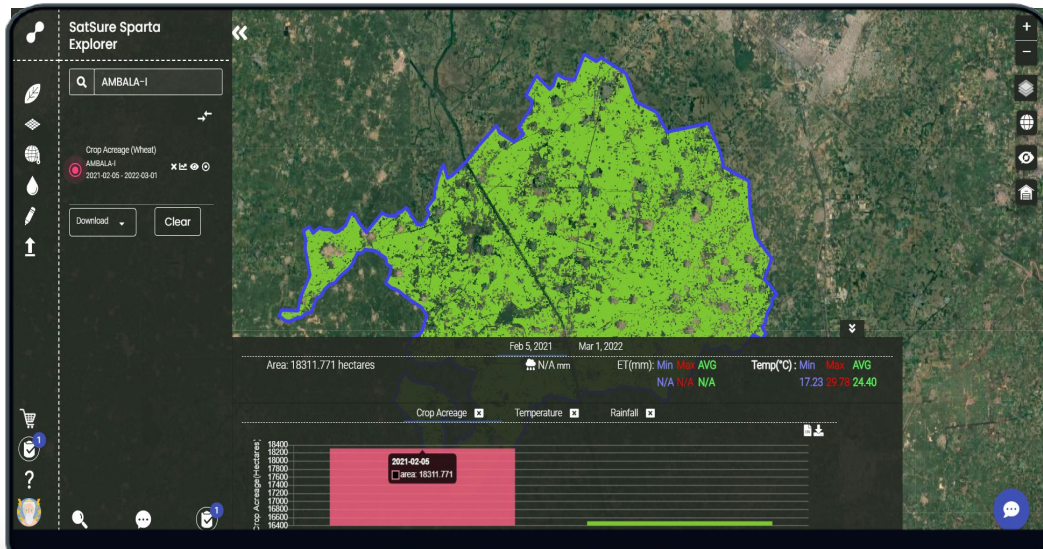 SatSure Sparta
Explorer
AMBALA-I
Crop Acreage (Wheat)
AMBALA-I
2021-02-05 - 2022-03-01
Download
Clear
1
?
1
+
−
Feb 5, 2021 Mar 1, 2022
Area: 18311.771 hectares N/A mm ET(mm): Min Max AVG Temp(°C) : Min Max AVG
N/A N/A N/A 17.23 29.78 24.40
Crop Acreage x Temperature x Rainfall x
Crop Acreage(Hectares)
18400
18200
18000
17800
17600
17400
17200
17000
16800
16600
16400
2021-02-05
area: 18311.771